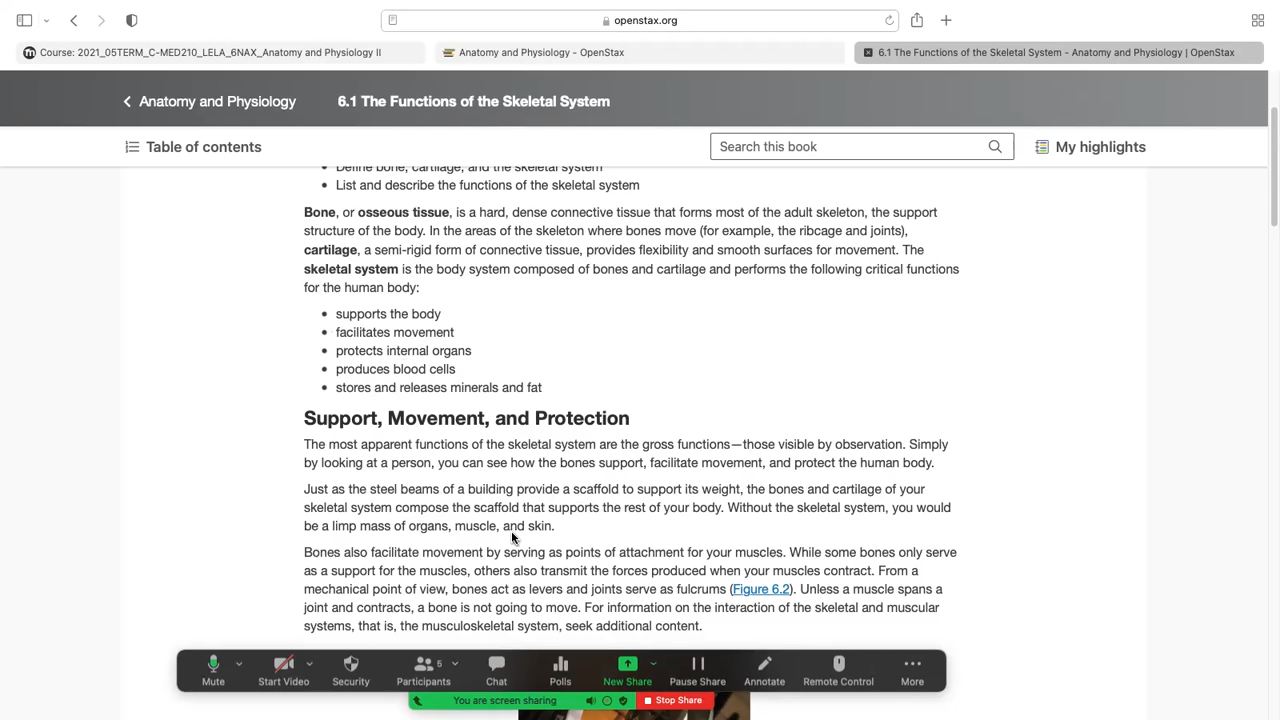 openstax.org
Course: 2021_05TERM_C-MED210_LELA_6NAX_Anatomy and Physiology II
Anatomy and Physiology - OpenStax
6.1 The Functions of the Skeletal System - Anatomy and Physiology | OpenStax
Anatomy and Physiology
6.1 The Functions of the Skeletal System
Table of contents
Search this book
My highlights
• Define bone, cartilage, and the skeletal system
• List and describe the functions of the skeletal system
Bone, or osseous tissue, is a hard, dense connective tissue that forms most of the adult skeleton, the support
structure of the body. In the areas of the skeleton where bones move (for example, the ribcage and joints),
cartilage, a semi-rigid form of connective tissue, provides flexibility and smooth surfaces for movement. The
skeletal system is the body system composed of bones and cartilage and performs the following critical functions
for the human body:
• supports the body
• facilitates movement
• protects internal organs
• produces blood cells
• stores and releases minerals and fat
Support, Movement, and Protection
The most apparent functions of the skeletal system are the gross functions—those visible by observation. Simply
by looking at a person, you can see how the bones support, facilitate movement, and protect the human body.
Just as the steel beams of a building provide a scaffold to support its weight, the bones and cartilage of your
skeletal system compose the scaffold that supports the rest of your body. Without the skeletal system, you would
be a limp mass of organs, muscle, and skin.
Bones also facilitate movement by serving as points of attachment for your muscles. While some bones only serve
as a support for the muscles, others also transmit the forces produced when your muscles contract. From a
mechanical point of view, bones act as levers and joints serve as fulcrums (Figure 6.2). Unless a muscle spans a
joint and contracts, a bone is not going to move. For information on the interaction of the skeletal and muscular
systems, that is, the musculoskeletal system, seek additional content.
5
Mute
Start Video
Security
Participants
Chat
Polls
New Share
Pause Share
Annotate
Remote Control
More
You are screen sharing
Stop Share